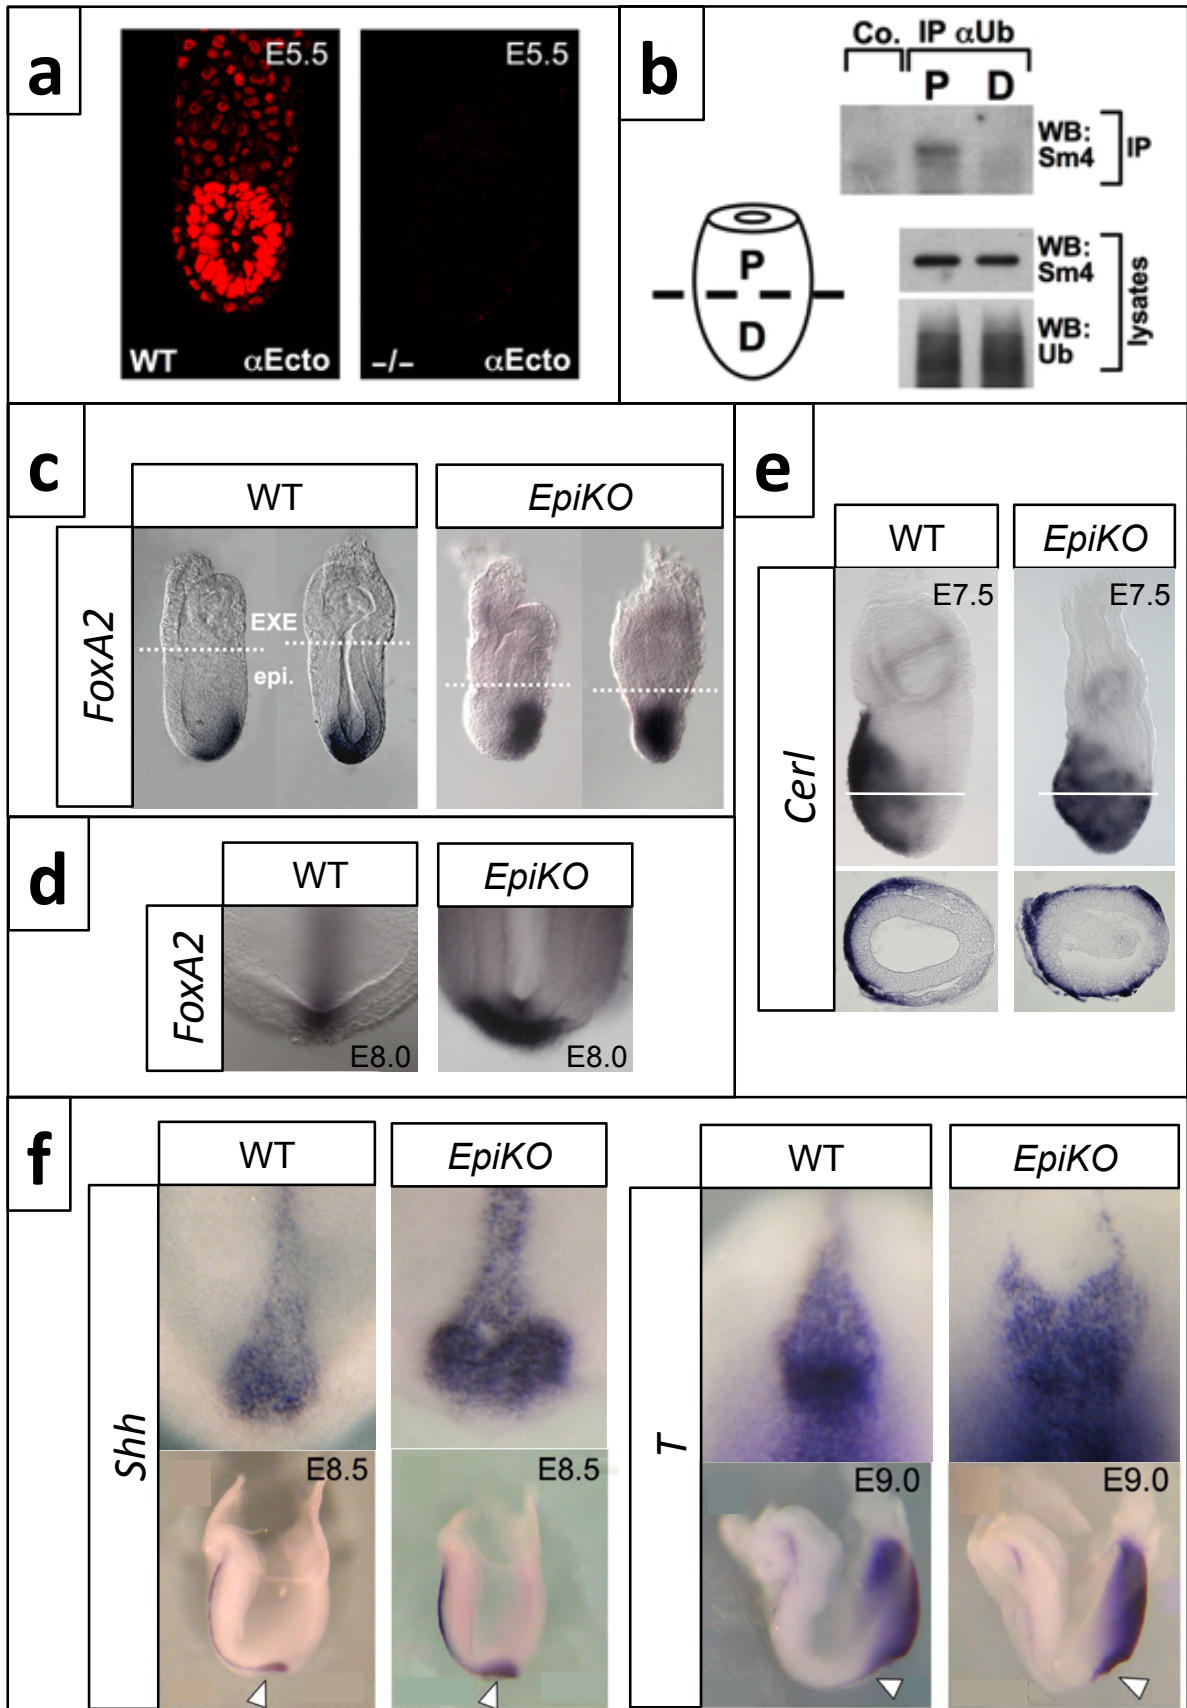 a
E5.5
E5.5
WT
αEcto
–/–
αEcto
b
Co. IP αUb
P D
WB:
Sm4
IP
P
D
WB:
Sm4
WB:
Ub
lysates
c
WT
EpiKO
FoxA2
EXE
epi.
d
WT
EpiKO
FoxA2
E8.0
E8.0
e
WT
EpiKO
Cerl
E7.5
E7.5
f
WT
EpiKO
WT
EpiKO
Shh
E8.5
E8.5
T
E9.0
E9.0